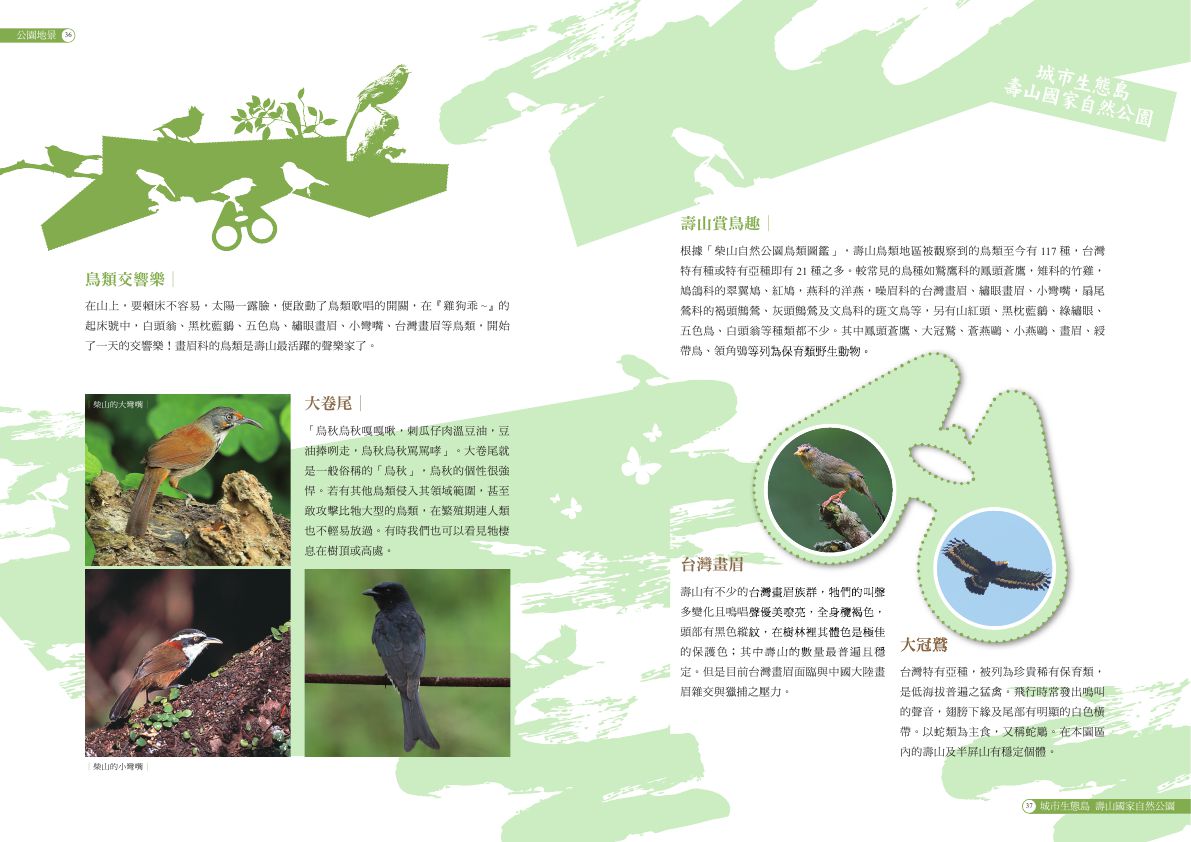 公園地景 36
城市生態島
壽山國家自然公園
鳥類交響樂
在山上，要賴床不容易，太陽一露臉，便啟動了鳥類歌唱的開關，在『雞狗乖～』的
起床號中，白頭翁、黑枕藍鶲、五色鳥、繡眼畫眉、小彎嘴、台灣畫眉等鳥類，開始
了一天的交響樂！畫眉科的鳥類是壽山最活躍的聲樂家了。
柴山的大彎嘴
大卷尾
「烏秋烏秋嘎嘎啾，刺瓜仔肉溫豆油，豆
油捧咧走，烏秋烏秋罵罵哮」。大卷尾就
是一般俗稱的「烏秋」，烏秋的個性很強
悍。若有其他鳥類侵入其領域範圍，甚至
敢攻擊比牠大型的鳥類，在繁殖期連人類
也不輕易放過。有時我們也可以看見牠棲
息在樹頂或高處。
柴山的小彎嘴
壽山賞鳥趣
根據「柴山自然公園鳥類圖鑑」，壽山鳥類地區被觀察到的鳥類至今有 117 種，台灣
特有種或特有亞種即有 21 種之多。較常見的鳥種如鷲鷹科的鳳頭蒼鷹，雉科的竹雞，
鳩鴿科的翠翼鳩、紅鳩，燕科的洋燕，噪眉科的台灣畫眉、繡眼畫眉、小彎嘴，扇尾
鶯科的褐頭鷦鶯、灰頭鷦鶯及文鳥科的斑文鳥等，另有山紅頭、黑枕藍鶲、綠繡眼、
五色鳥、白頭翁等種類都不少。其中鳳頭蒼鷹、大冠鷲、蒼燕鷗、小燕鷗、畫眉、綬
帶鳥、領角鴞等列為保育類野生動物。
台灣畫眉
壽山有不少的台灣畫眉族群，牠們的叫聲
多變化且鳴唱聲優美嘹亮，全身欖褐色，
頭部有黑色縱紋，在樹林裡其體色是極佳
的保護色；其中壽山的數量最普遍且穩
定。但是目前台灣畫眉面臨與中國大陸畫
眉雜交與獵捕之壓力。
大冠鷲
台灣特有亞種，被列為珍貴稀有保育類，
是低海拔普遍之猛禽。飛行時常發出鳴叫
的聲音，翅膀下緣及尾部有明顯的白色橫
帶。以蛇類為主食，又稱蛇鵰。在本園區
內的壽山及半屏山有穩定個體。
37 城市生態島 壽山國家自然公園